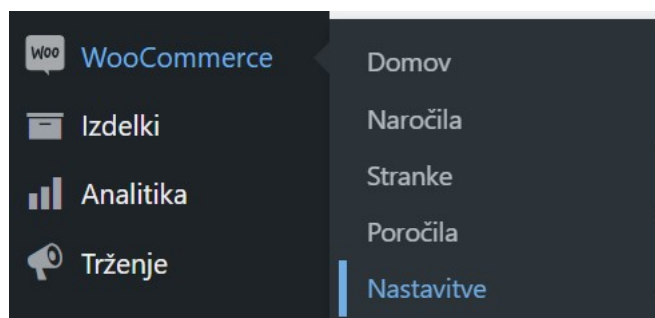 Woo WooCommerce
Izdelki
Analitika
Trženje
Domov
Naročila
Stranke
Poročila
Nastavitve